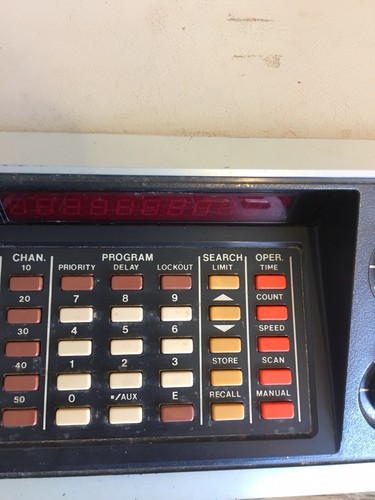 CHAN. PROGRAM SEARCH OPER.
10 PRIORITY DELAY LOCKOUT LIMIT TIME
20 7 8 9 COUNT
30 4 5 6 SPEED
40 1 2 3 STORE SCAN
50 0 ▪/AUX E RECALL MANUAL